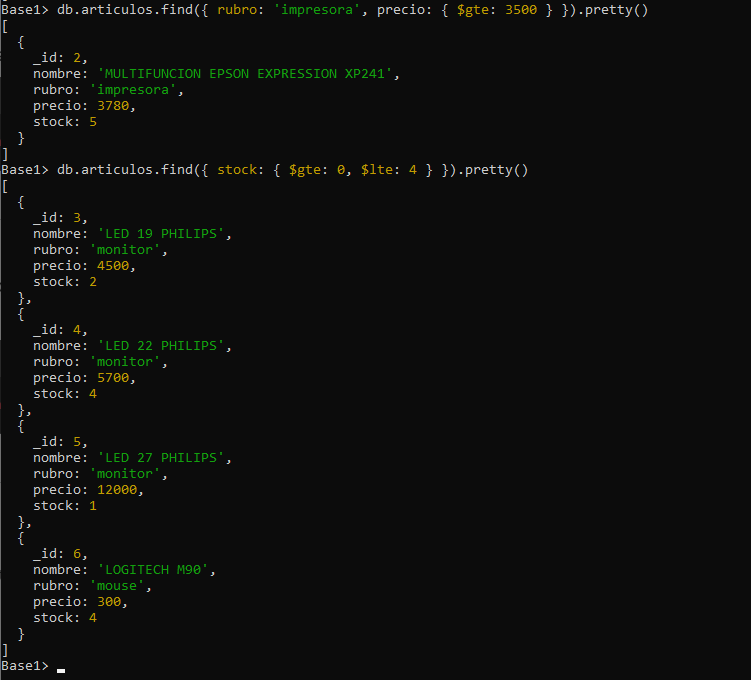 Base1> db.articulos.find({ rubro: 'impresora', precio: { $gte: 3500 } }).pretty()
[
  {
    _id: 2,
    nombre: 'MULTIFUNCION EPSON EXPRESSION XP241',
    rubro: 'impresora',
    precio: 3780,
    stock: 5
  }
]
Base1> db.articulos.find({ stock: { $gte: 0, $lte: 4 } }).pretty()
[
  {
    _id: 3,
    nombre: 'LED 19 PHILIPS',
    rubro: 'monitor',
    precio: 4500,
    stock: 2
  },
  {
    _id: 4,
    nombre: 'LED 22 PHILIPS',
    rubro: 'monitor',
    precio: 5700,
    stock: 4
  },
  {
    _id: 5,
    nombre: 'LED 27 PHILIPS',
    rubro: 'monitor',
    precio: 12000,
    stock: 1
  },
  {
    _id: 6,
    nombre: 'LOGITECH M90',
    rubro: 'mouse',
    precio: 300,
    stock: 4
  }
]
Base1>